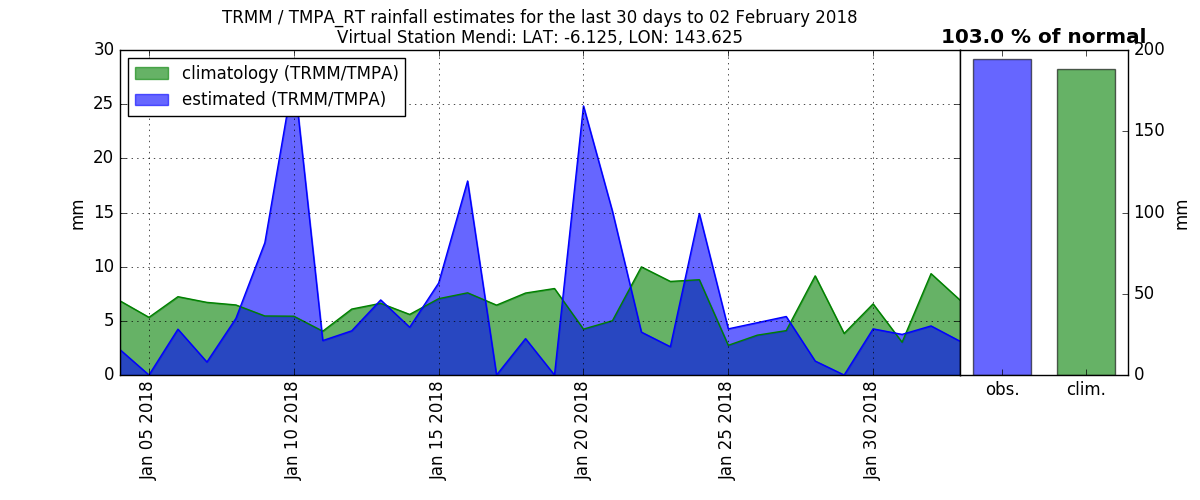 TRMM / TMPA_RT rainfall estimates for the last 30 days to 02 February 2018
Virtual Station Mendi: LAT: -6.125, LON: 143.625
103.0 % of normal
climatology (TRMM/TMPA)
estimated (TRMM/TMPA)
30
25
20
15
10
5
0
mm
Jan 05 2018
Jan 10 2018
Jan 15 2018
Jan 20 2018
Jan 25 2018
Jan 30 2018
obs.
clim.
200
150
100
50
0
mm